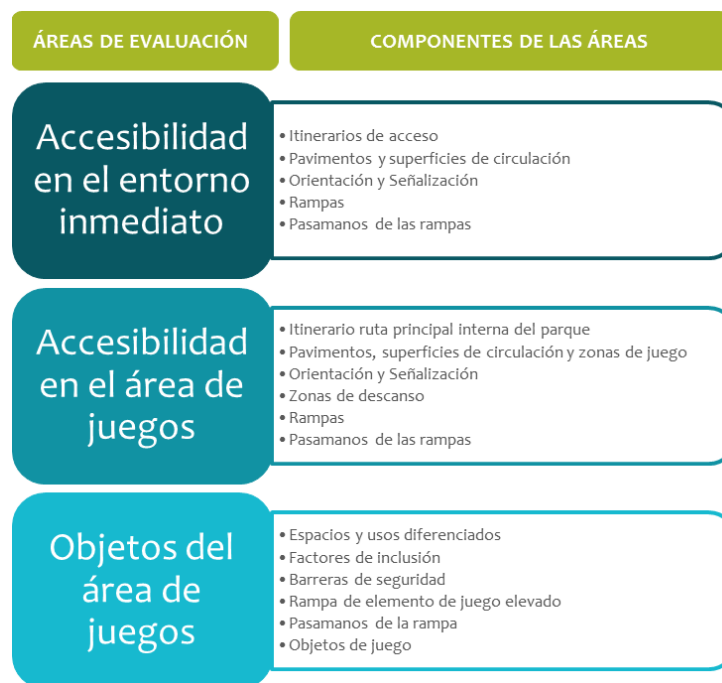 ÁREAS DE EVALUACIÓN
COMPONENTES DE LAS ÁREAS
Accesibilidad
en el entorno
inmediato
• Itinerarios de acceso
• Pavimentos y superficies de circulación
• Orientación y Señalización
• Rampas
• Pasamanos de las rampas
Accesibilidad
en el área de
juegos
• Itinerario ruta principal interna del parque
• Pavimentos, superficies de circulación y zonas de juego
• Orientación y Señalización
• Zonas de descanso
• Rampas
• Pasamanos de las rampas
Objetos del
área de
juegos
• Espacios y usos diferenciados
• Factores de inclusión
• Barreras de seguridad
• Rampa de elemento de juego elevado
• Pasamanos de la rampa
• Objetos de juego